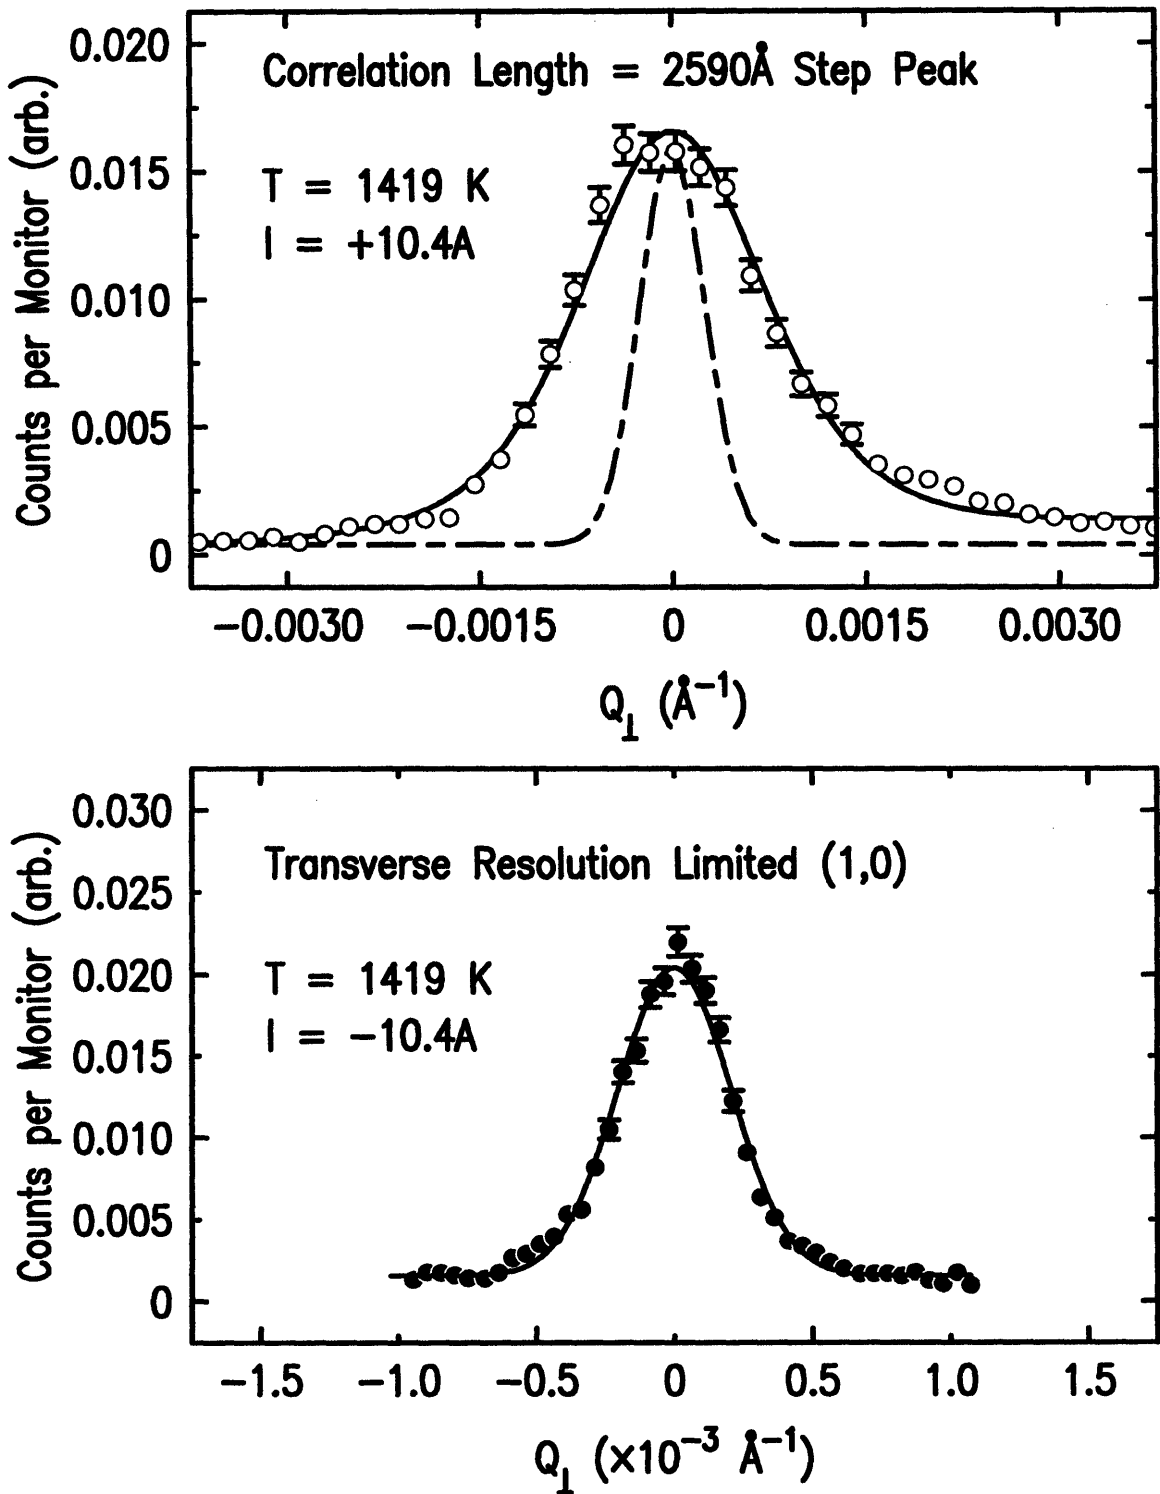 Correlation Length = 2590Å Step Peak
T = 1419 K
I = +10.4A
Counts per Monitor (arb.)
0.020
0.015
0.010
0.005
0
−0.0030 −0.0015 0 0.0015 0.0030
Q⊥ (Å⁻¹)
Transverse Resolution Limited (1,0)
T = 1419 K
I = −10.4A
Counts per Monitor (arb.)
0.030
0.025
0.020
0.015
0.010
0.005
0
−1.5 −1.0 −0.5 0 0.5 1.0 1.5
Q⊥ (×10⁻³ Å⁻¹)